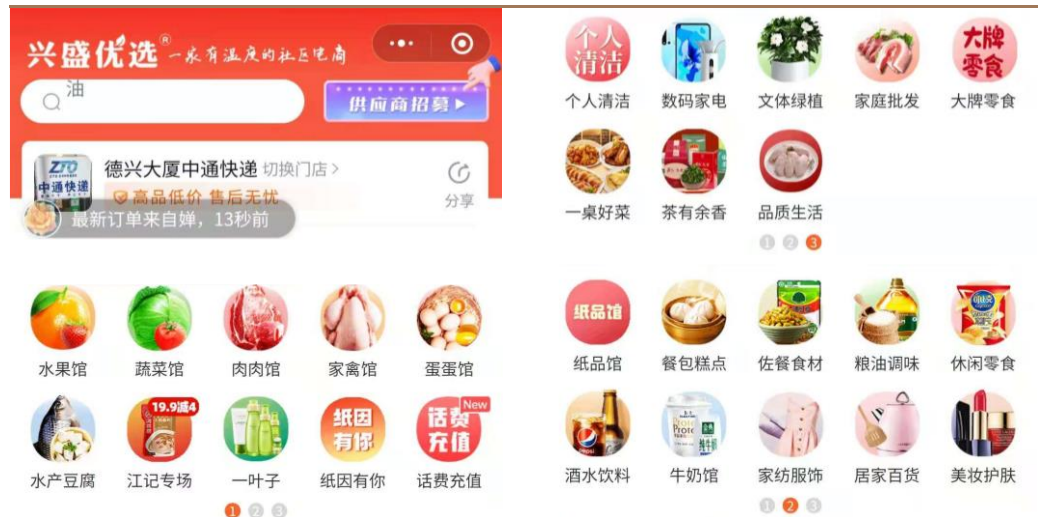 兴盛优选®一家有温度的社区电商
油
供应商招募
ZTO
中通快递
德兴大厦中通快递 切换门店
高品低价 售后无忧
分享
最新订单来自婵，13秒前
水果馆 蔬菜馆 肉肉馆 家禽馆 蛋蛋馆
19.9减4
纸因有你
话费充值
New
水产豆腐 江记专场 一叶子 纸因有你 话费充值
1 2 3
个人清洁
大牌零食
个人清洁 数码家电 文体绿植 家庭批发 大牌零食
一桌好菜 茶有余香 品质生活
1 2 3
纸品馆
纸品馆 餐包糕点 佐餐食材 粮油调味 休闲零食
pepsi
酒水饮料 牛奶馆 家纺服饰 居家百货 美妆护肤
1 2 3